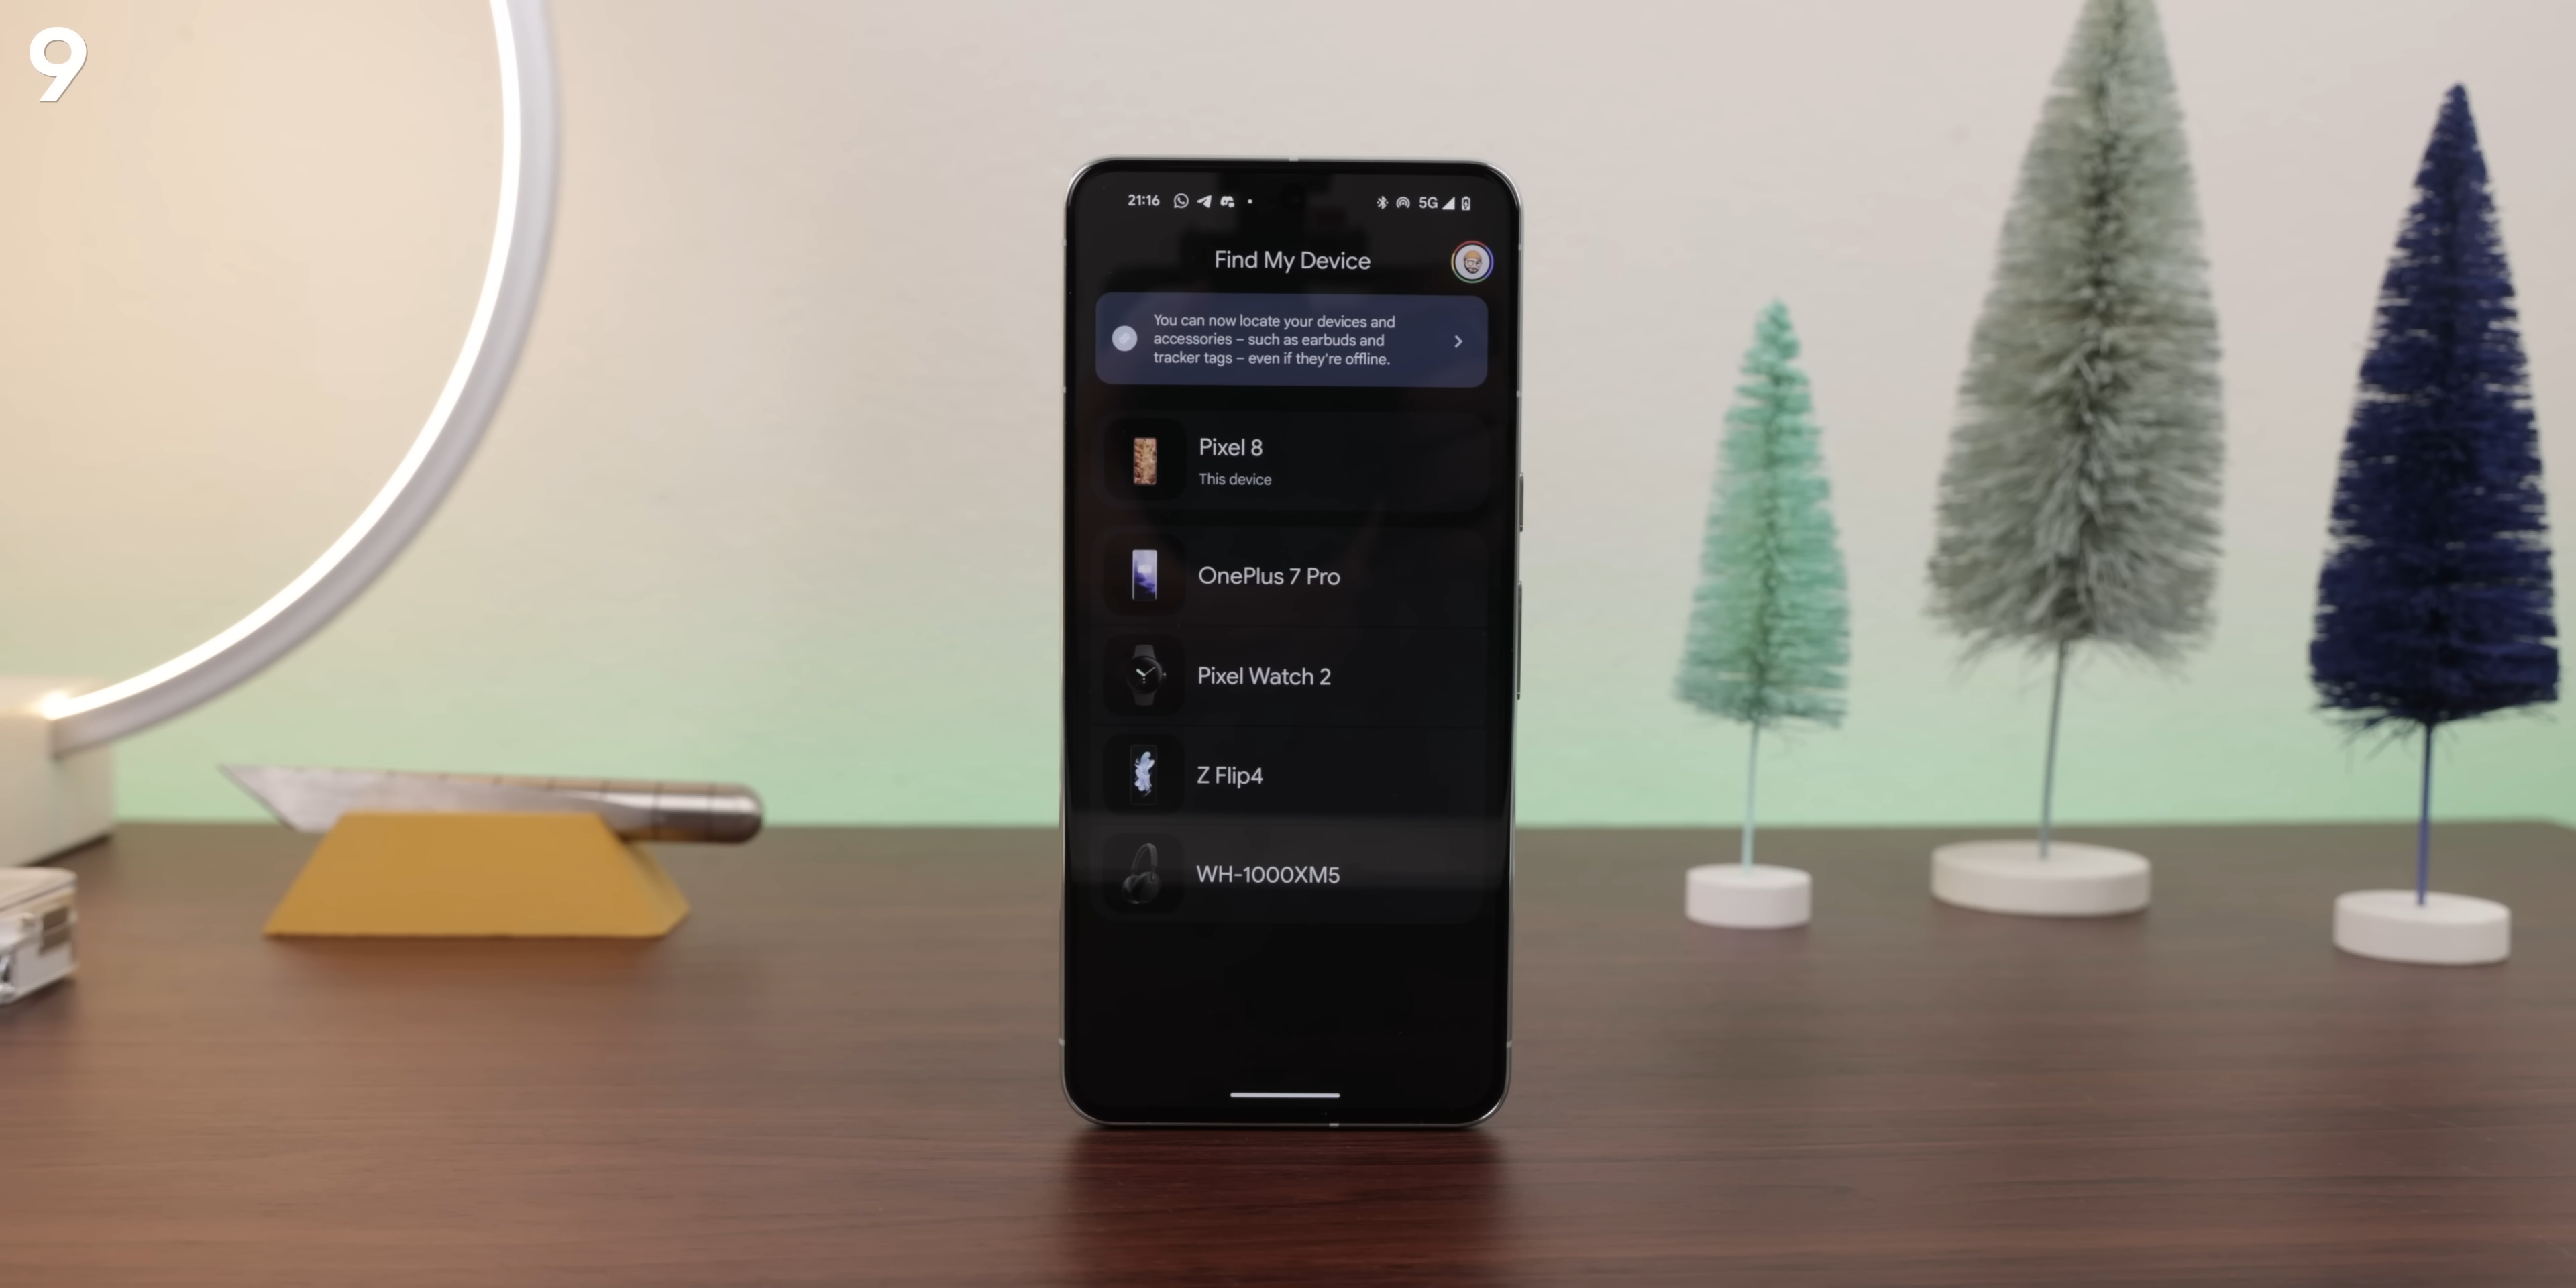 9
21:16
5G
Find My Device
You can now locate your devices and
accessories – such as earbuds and
tracker tags – even if they're offline.
Pixel 8
This device
OnePlus 7 Pro
Pixel Watch 2
Z Flip4
WH-1000XM5